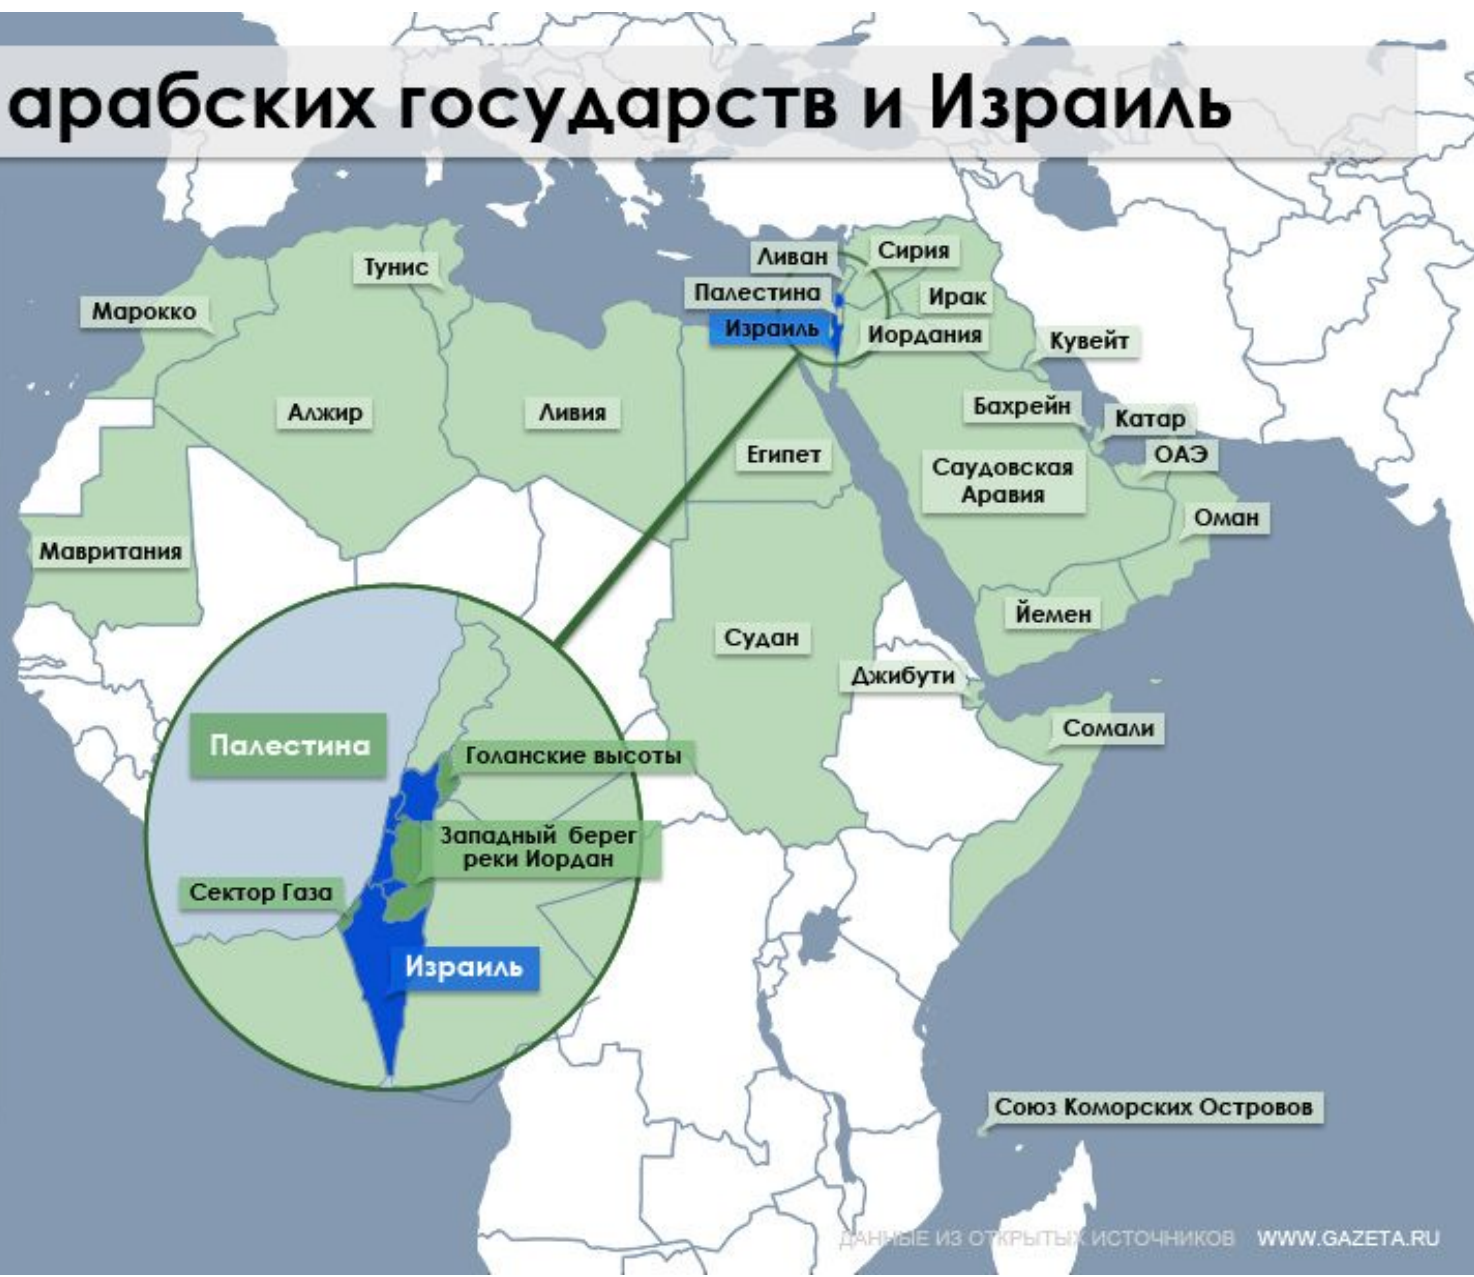 арабских государств и Израиль
Ливан
Сирия
Тунис
Палестина
Ирак
Марокко
Израиль
Иордания
Кувейт
Алжир
Ливия
Бахрейн
Катар
Египет
ОАЭ
Саудовская
Аравия
Оман
Мавритания
Йемен
Судан
Джибути
Сомали
Палестина
Голанские высоты
Западный берег
реки Иордан
Сектор Газа
Израиль
Союз Коморских Островов
ДАННЫЕ ИЗ ОТКРЫТЫХ ИСТОЧНИКОВ WWW.GAZETA.RU